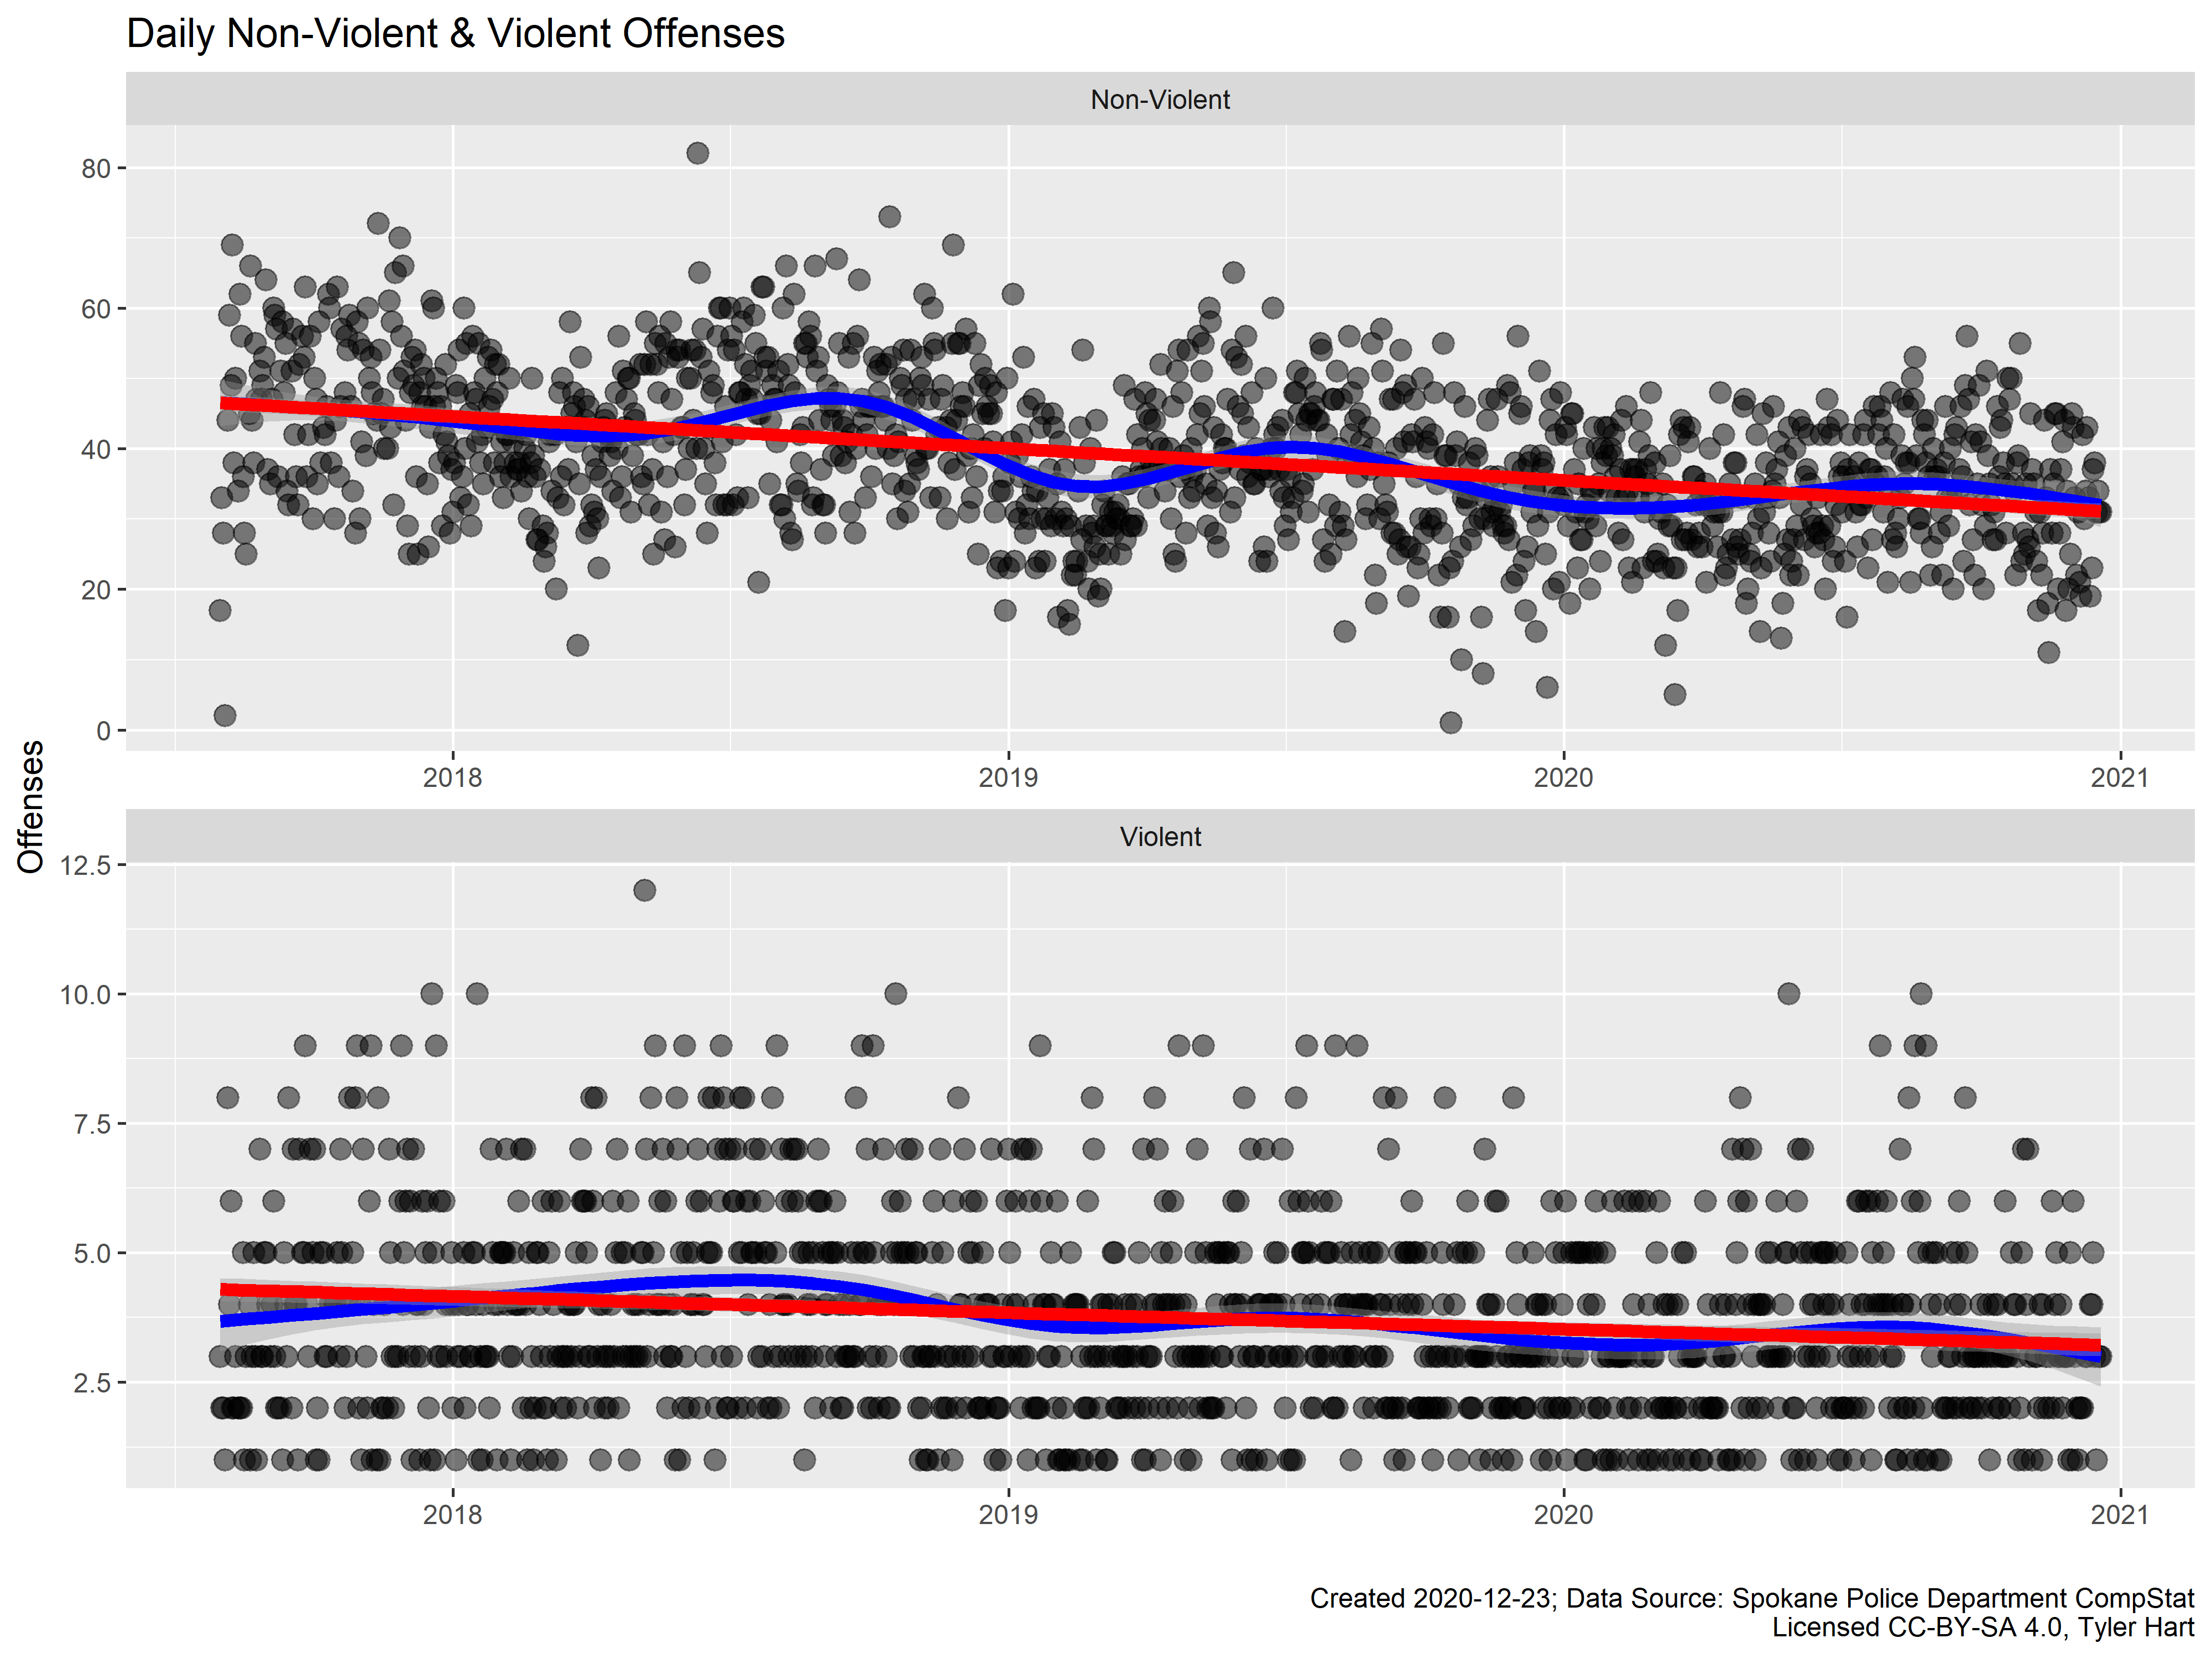 Daily Non-Violent & Violent Offenses
Non-Violent
80
60
40
20
0
2018 2019 2020 2021
Offenses
Violent
12.5
10.0
7.5
5.0
2.5
2018 2019 2020 2021
Created 2020-12-23; Data Source: Spokane Police Department CompStat
Licensed CC-BY-SA 4.0, Tyler Hart